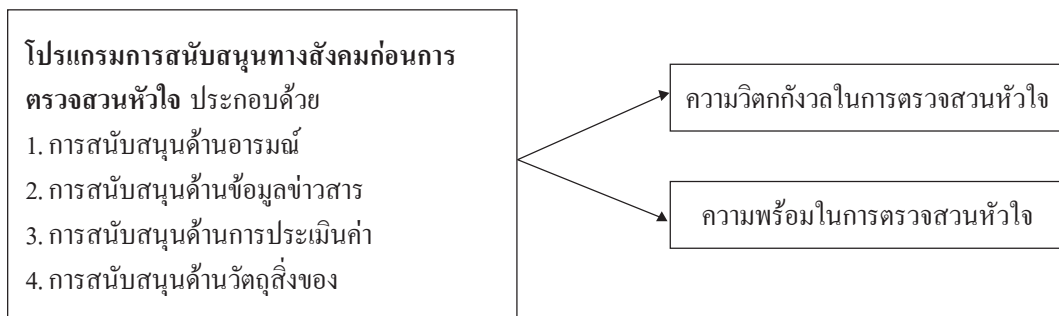 โปรแกรมการสนับสนุนทางสังคมก่อนการ
ตรวจสวนหัวใจ ประกอบด้วย
1. การสนับสนุนด้านอารมณ์
2. การสนับสนุนด้านข้อมูลข่าวสาร
3. การสนับสนุนด้านการประเมินค่า
4. การสนับสนุนด้านวัตถุสิ่งของ
ความวิตกกังวลในการตรวจสวนหัวใจ
ความพร้อมในการตรวจสวนหัวใจ